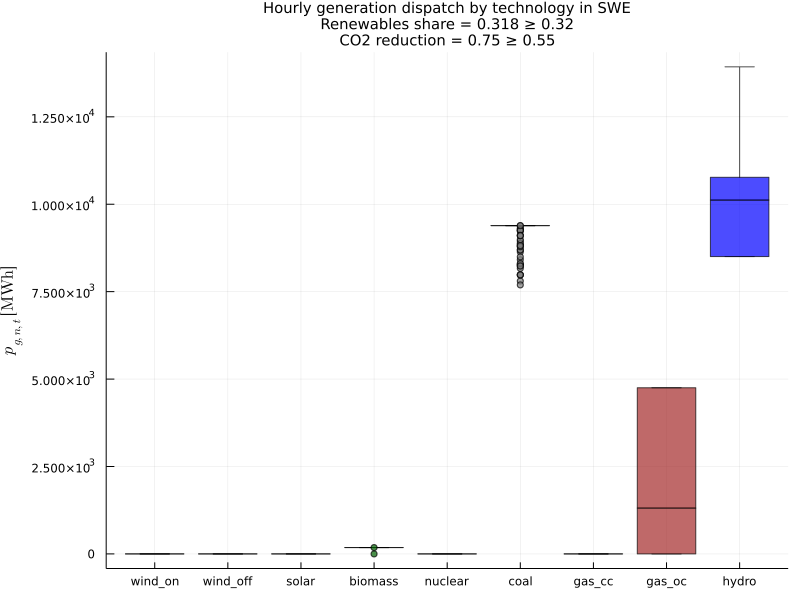 Hourly generation dispatch by technology in SWE
Renewables share = 0.318 ≥ 0.32
CO2 reduction = 0.75 ≥ 0.55
p_{g,n,t} [MWh]
1.250×10⁴
1.000×10⁴
7.500×10³
5.000×10³
2.500×10³
0
wind_on wind_off solar biomass nuclear coal gas_cc gas_oc hydro